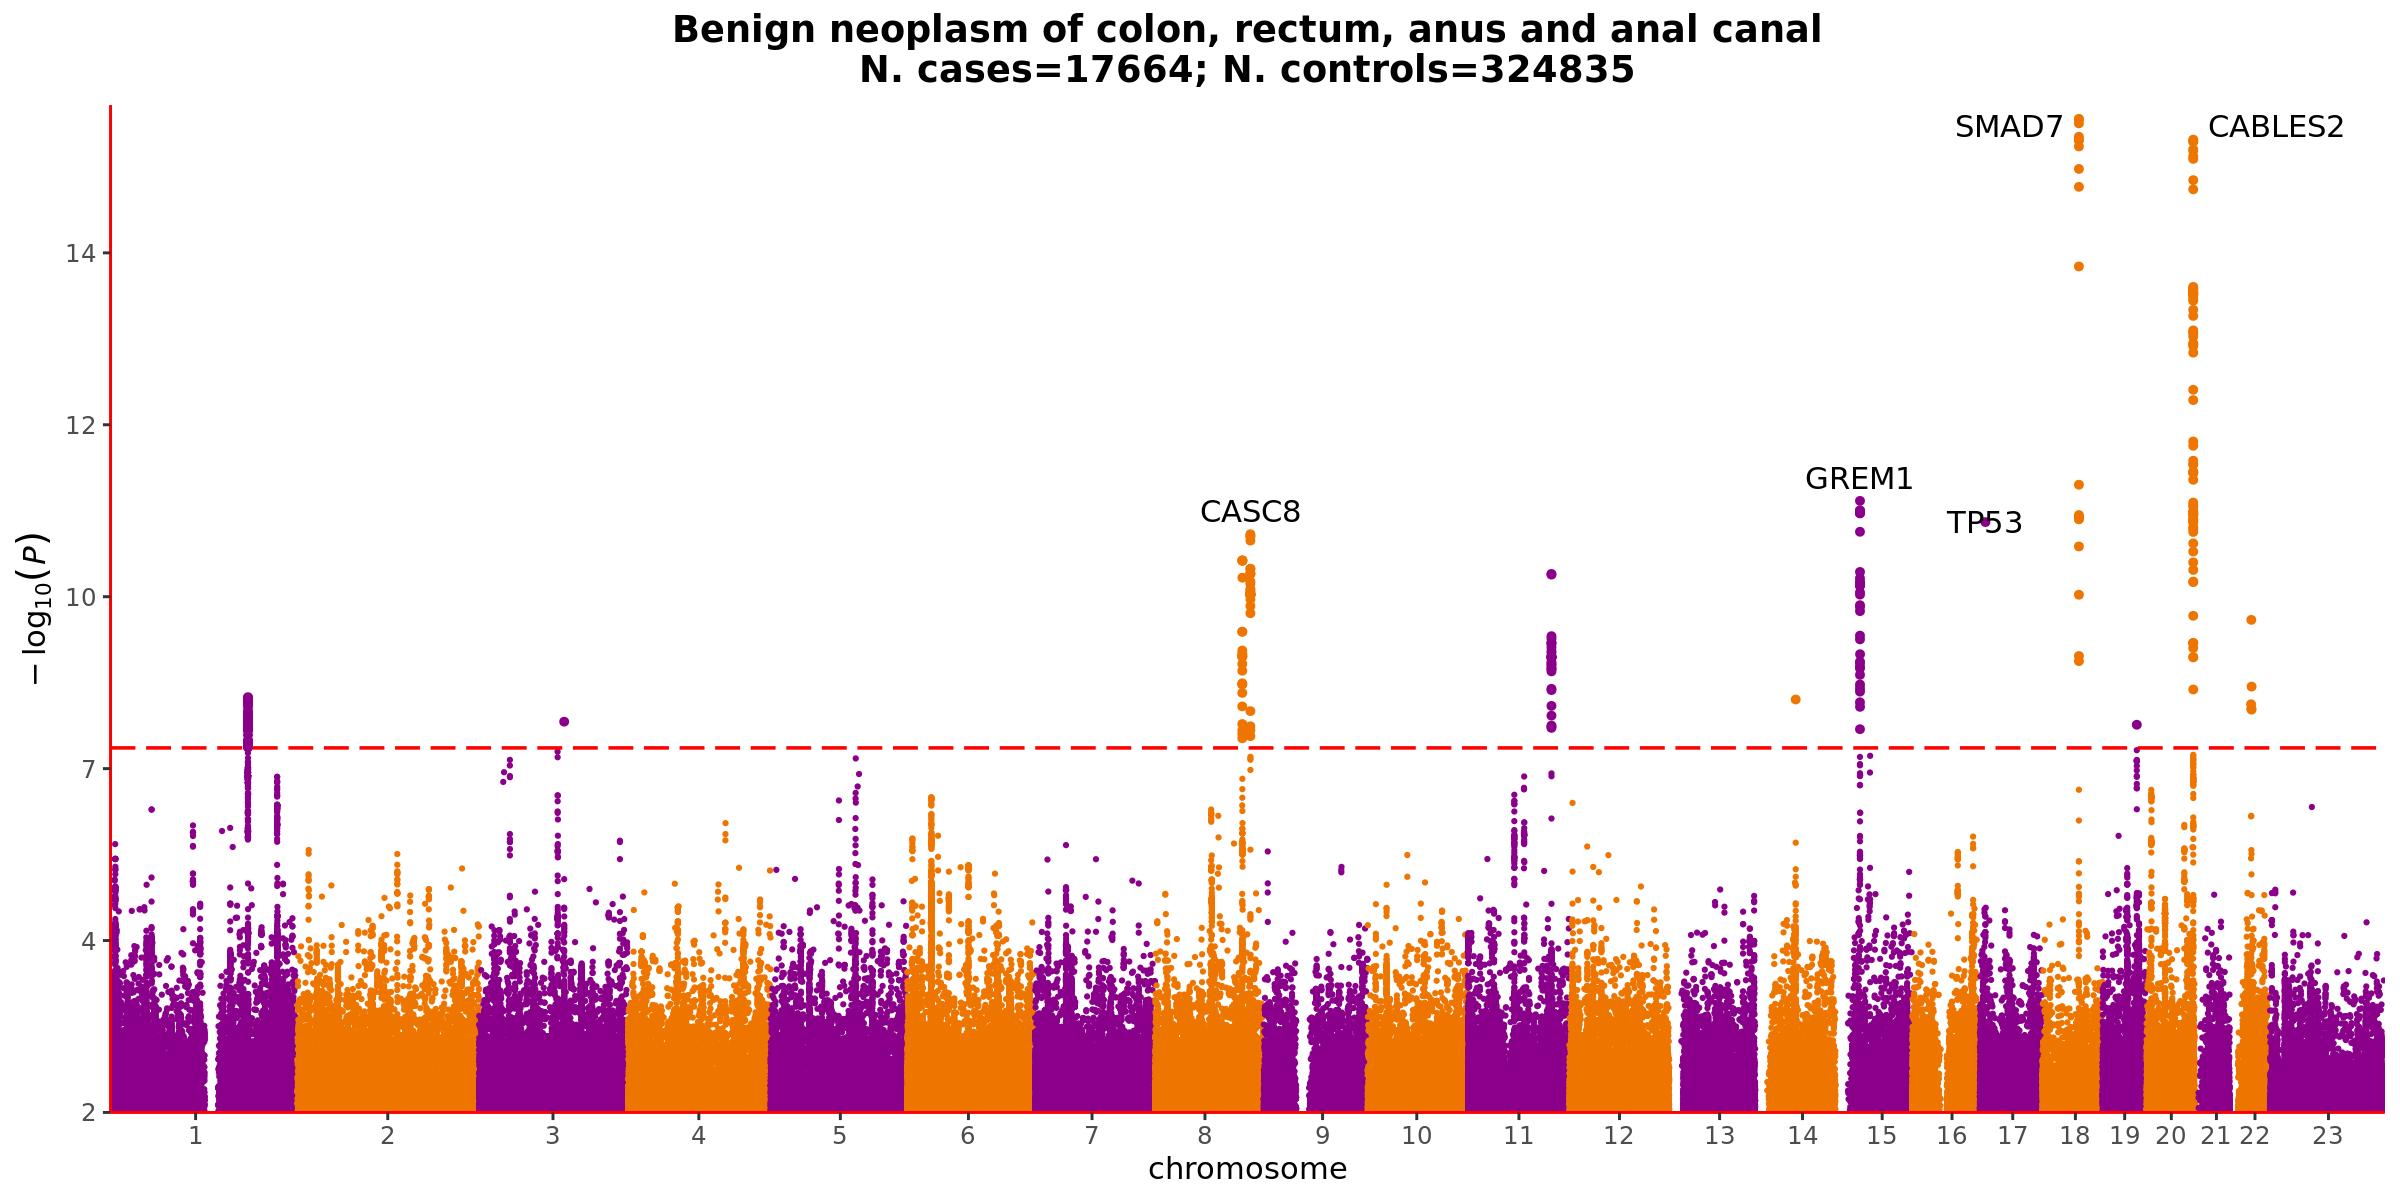 Benign neoplasm of colon, rectum, anus and anal canal
N. cases=17664; N. controls=324835
SMAD7
CABLES2
14
12
GREM1
CASC8
TP53
10
7
4
2
−log₁₀(P)
1 2 3 4 5 6 7 8 9 10 11 12 13 14 15 16 17 18 19 20 21 22 23
chromosome